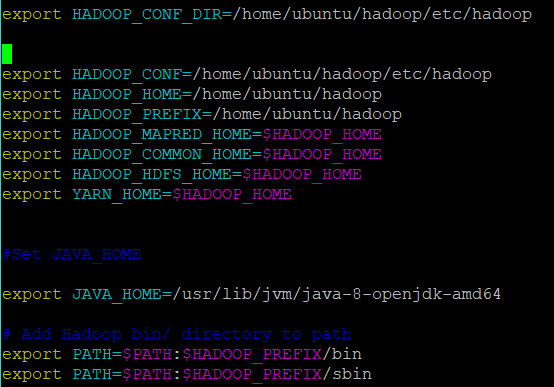 export HADOOP_CONF_DIR=/home/ubuntu/hadoop/etc/hadoop
export HADOOP_CONF=/home/ubuntu/hadoop/etc/hadoop
export HADOOP_HOME=/home/ubuntu/hadoop
export HADOOP_PREFIX=/home/ubuntu/hadoop
export HADOOP_MAPRED_HOME=$HADOOP_HOME
export HADOOP_COMMON_HOME=$HADOOP_HOME
export HADOOP_HDFS_HOME=$HADOOP_HOME
export YARN_HOME=$HADOOP_HOME
#Set JAVA_HOME
export JAVA_HOME=/usr/lib/jvm/java-8-openjdk-amd64
# Add Hadoop bin/ directory to path
export PATH=$PATH:$HADOOP_PREFIX/bin
export PATH=$PATH:$HADOOP_PREFIX/sbin